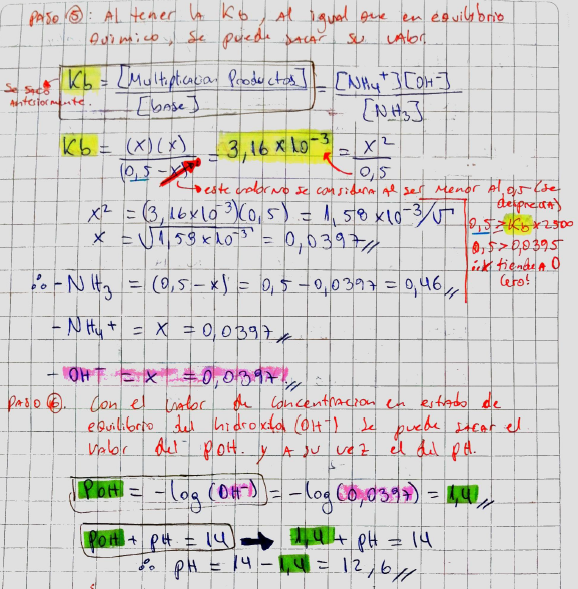 PASO ⑤: Al tener la Kb, Al igual que en equilibrio
químico, se puede sacar su valor.
Se sacó anteriormente.
Kb = [Multiplicación Productos] / [base] = [NH4+][OH-] / [NH3]
Kb = (x)(x) / (0,5 - x) = 3,16 x 10^-3 = x^2 / 0,5
este valor no se considera al ser menor al 0,5 (se
desprecia)
x^2 = (3,16x10^-3)(0,5) = 1,58 x10^-3 /√
0,5 > Kb x 2500
x = √1,58 x10^-3 = 0,0397 //
0,5 > 0,0395
∴ x tiende a 0
cero!
∴ - NH3 = (0,5 - x) = 0,5 - 0,0397 = 0,46 //
- NH4+ = x = 0,0397 //
- OH- = x = 0,0397 //
PASO ⑥. Con el valor de concentración en estado de
equilibrio del hidroxilo (OH-) se puede sacar el
valor del pOH. y a su vez el del pH.
POH = -log(OH-) = -log(0,0397) = 1,4 //
POH + pH = 14 → 1,4 + pH = 14
∴ pH = 14 - 1,4 = 12,6 //